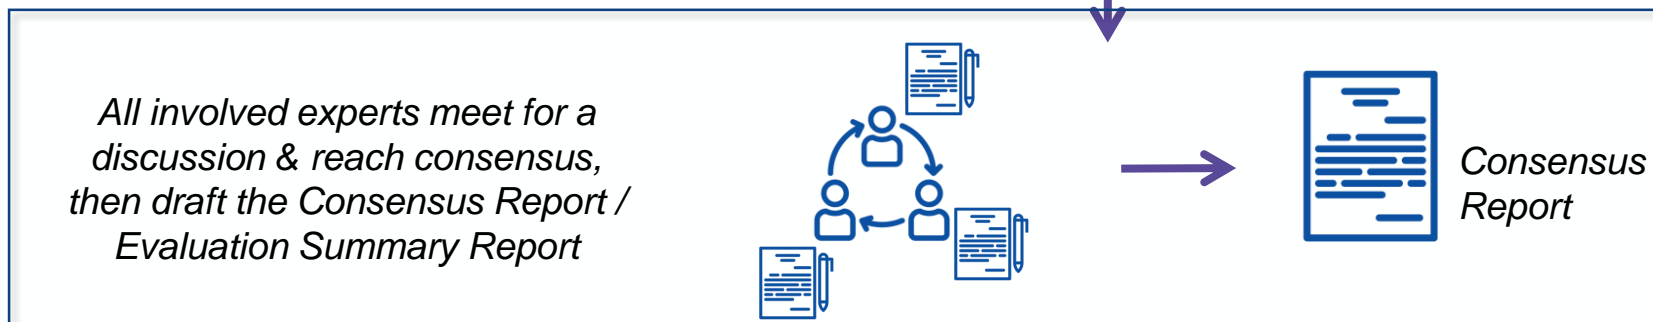 All involved experts meet for a
discussion & reach consensus,
then draft the Consensus Report /
Evaluation Summary Report
Consensus
Report